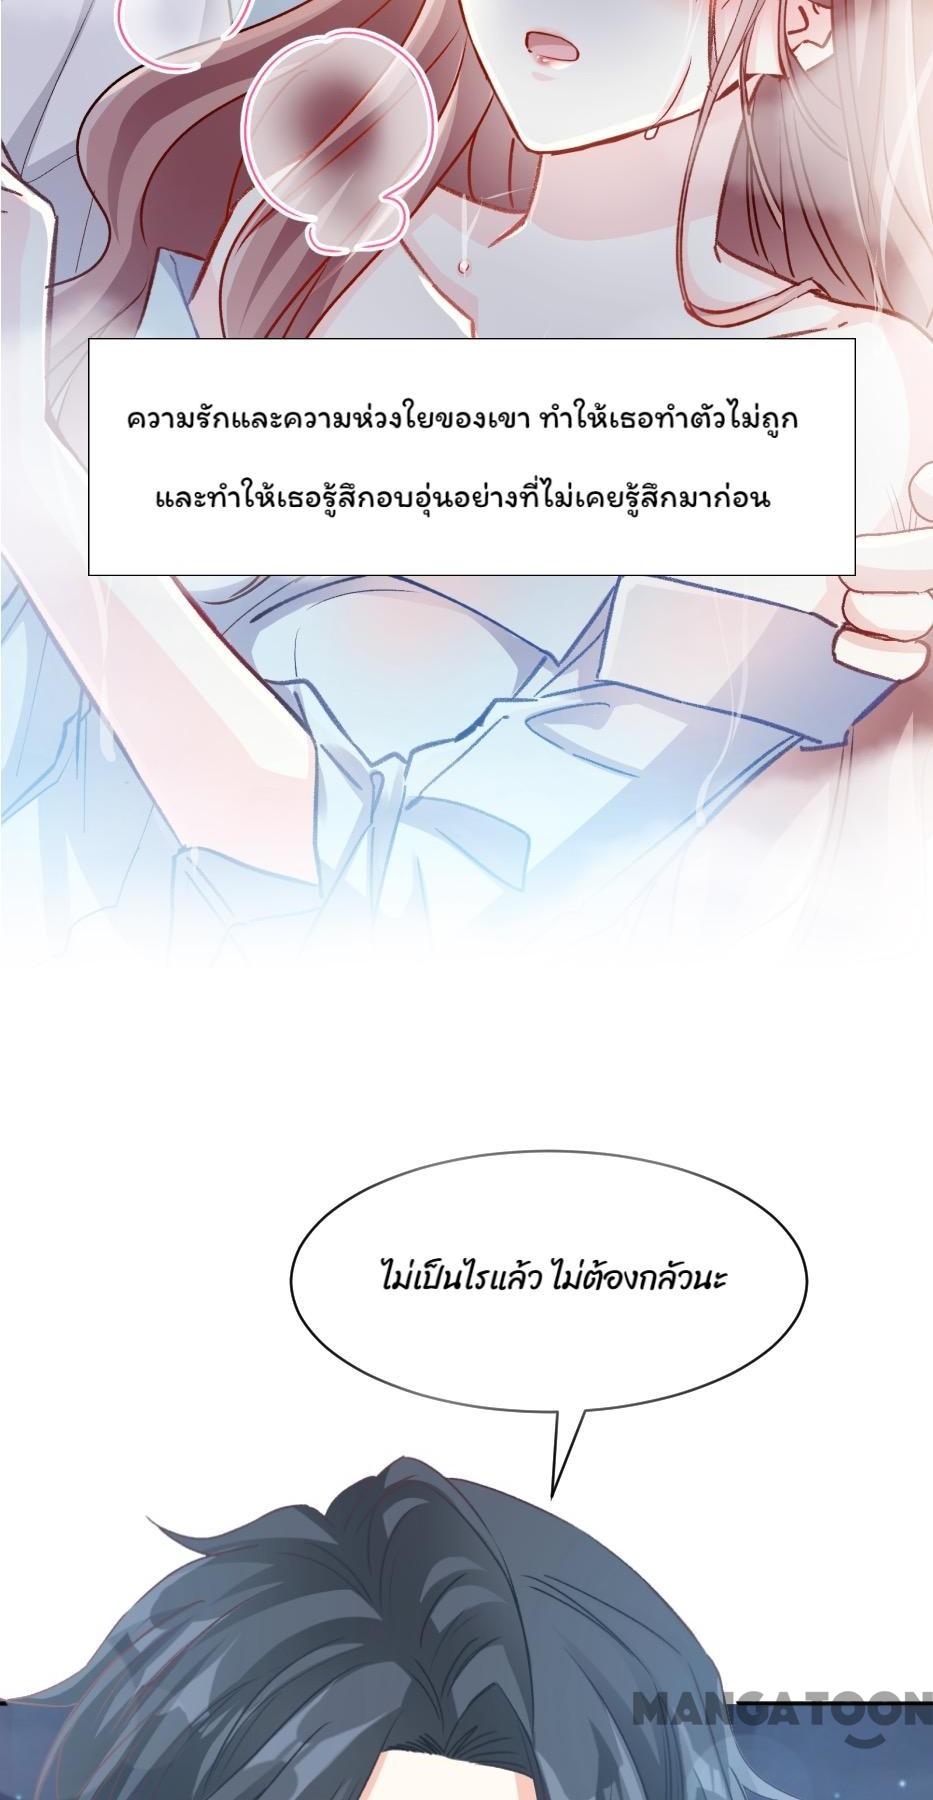 ความรักและความห่วงใยของเขา ทำให้เธอทำตัวไม่ถูก
และทำให้เธอรู้สึกอบอุ่นอย่างที่ไม่เคยรู้สึกมาก่อน
ไม่เป็นไรแล้ว ไม่ต้องกลัวนะ
MANGATOON